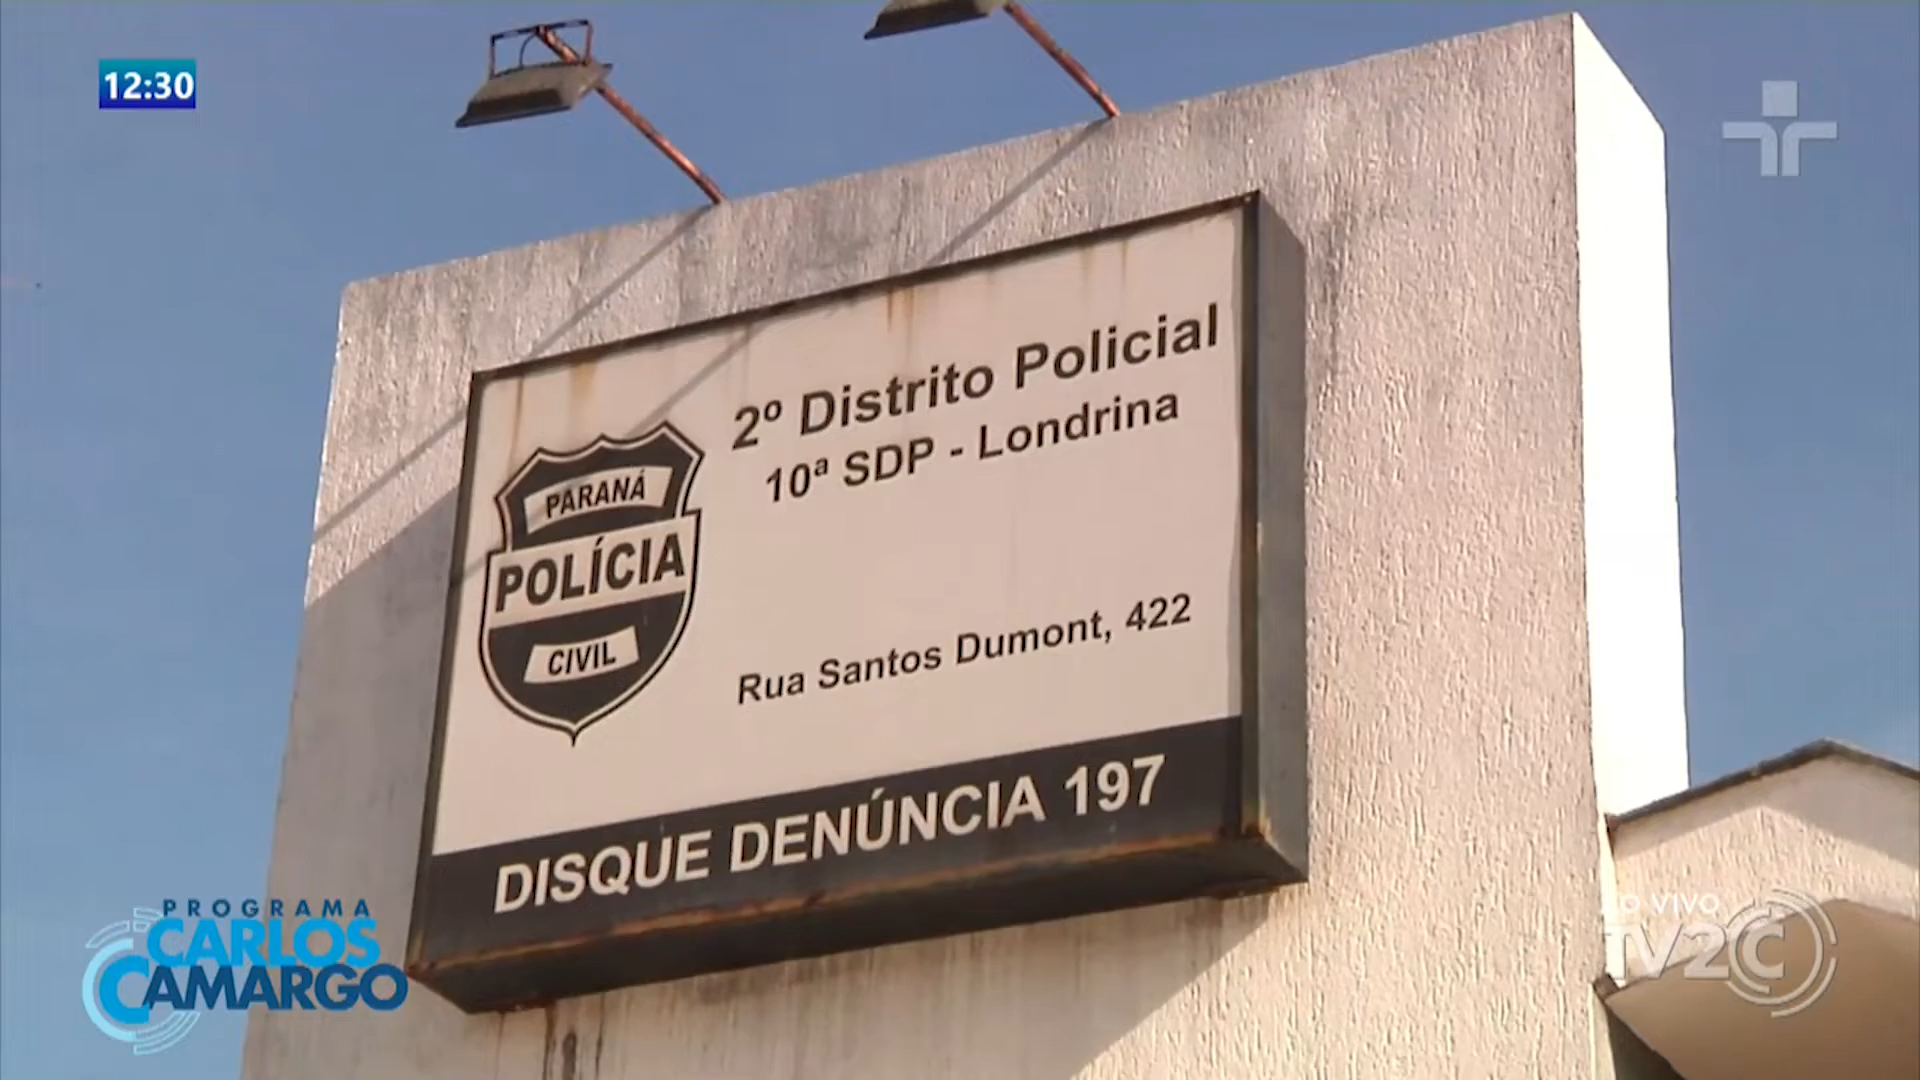 12:30
2º Distrito Policial
10ª SDP - Londrina
PARANÁ
POLÍCIA
CIVIL
Rua Santos Dumont, 422
DISQUE DENÚNCIA 197
PROGRAMA
CARLOS
CAMARGO
AO VIVO
TV2C